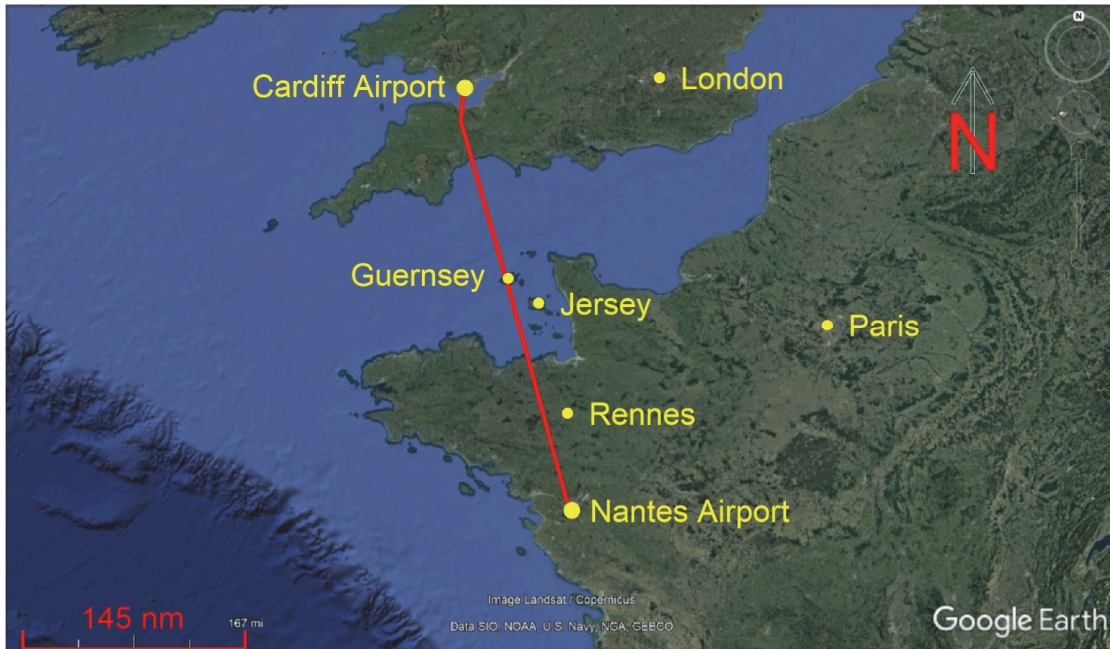 N
Cardiff Airport
London
N
Guernsey
Jersey
Paris
Rennes
Nantes Airport
Image Landsat / Copernicus
145 nm
167 mi
Data SIO, NOAA, U.S. Navy, NGA, GEBCO
Google Earth